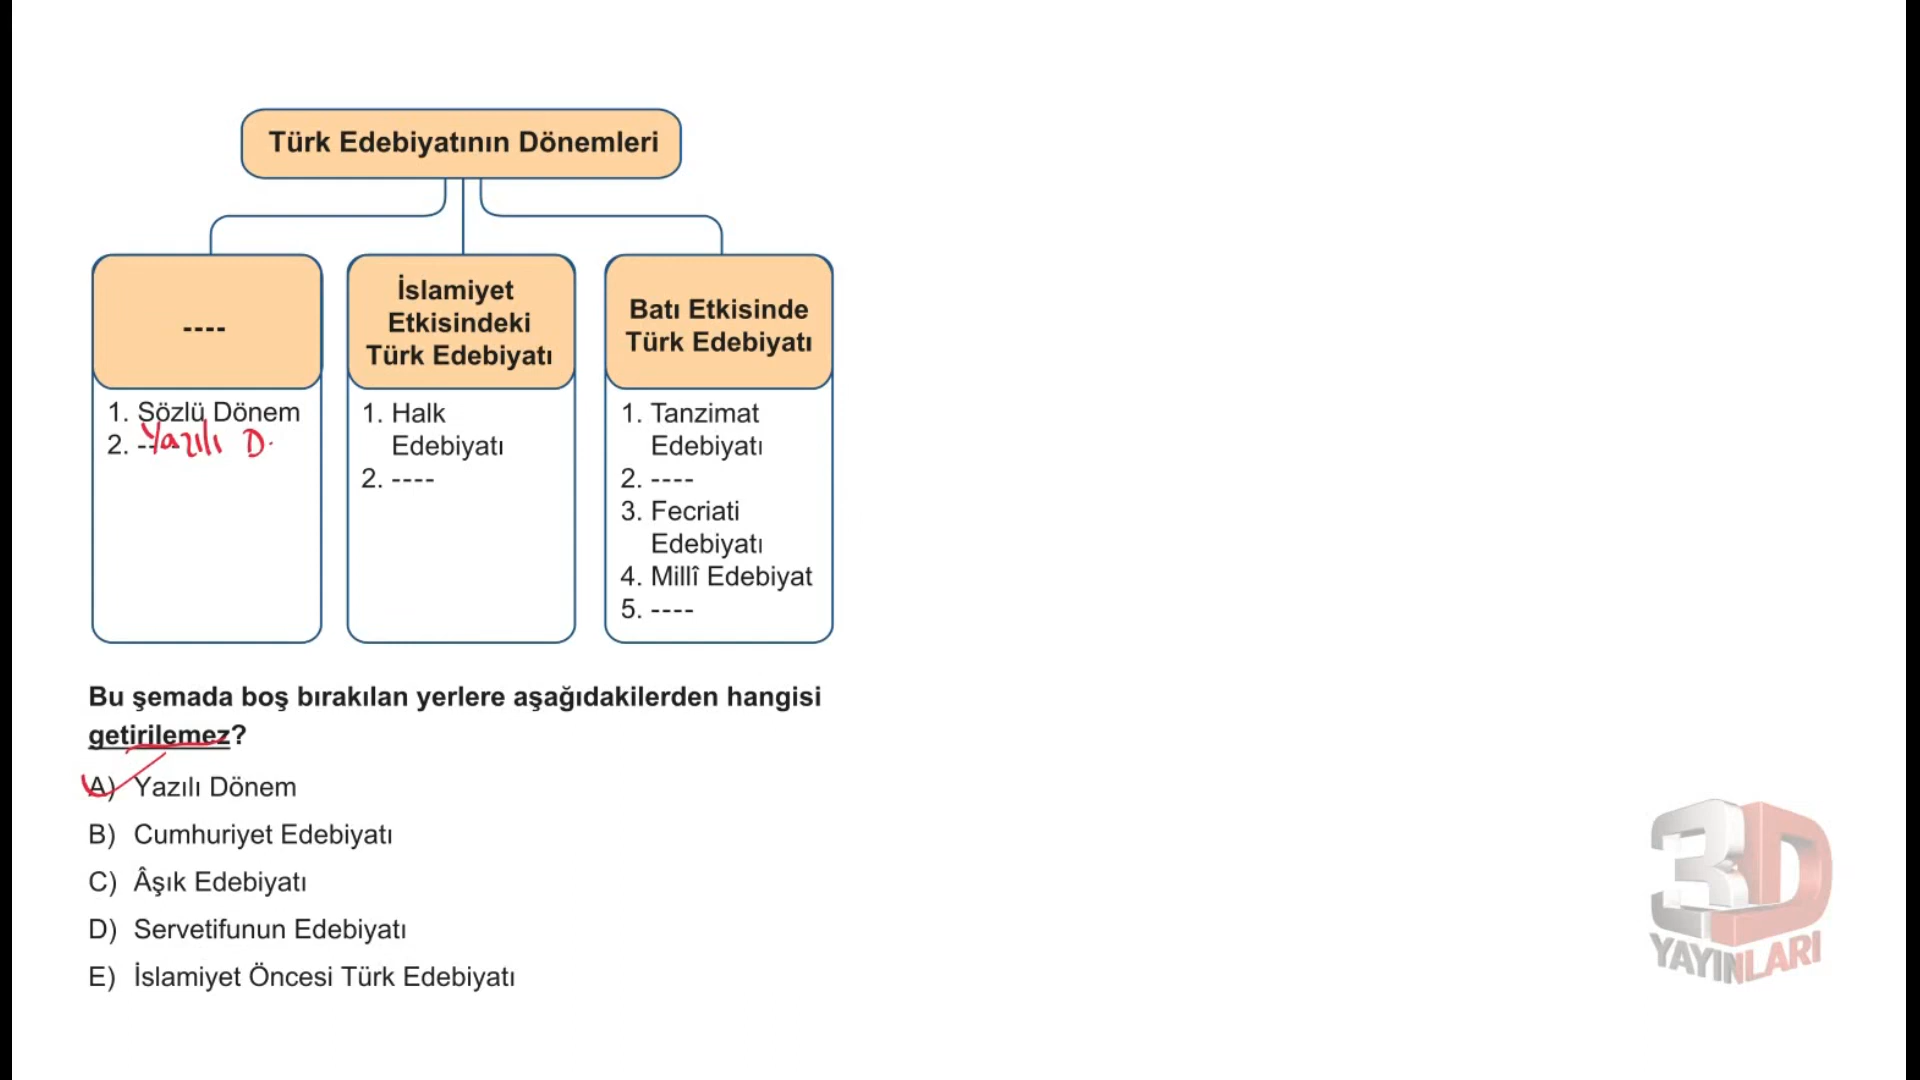 Türk Edebiyatının Dönemleri
----
1. Sözlü Dönem
2. ---- Yazılı D.
İslamiyet
Etkisindeki
Türk Edebiyatı
1. Halk
Edebiyatı
2. ----
Batı Etkisinde
Türk Edebiyatı
1. Tanzimat
Edebiyatı
2. ----
3. Fecriati
Edebiyatı
4. Millî Edebiyat
5. ----
Bu şemada boş bırakılan yerlere aşağıdakilerden hangisi
getirilemez?
A) Yazılı Dönem
B) Cumhuriyet Edebiyatı
C) Âşık Edebiyatı
D) Servetifunun Edebiyatı
E) İslamiyet Öncesi Türk Edebiyatı
3D
YAYINLARI